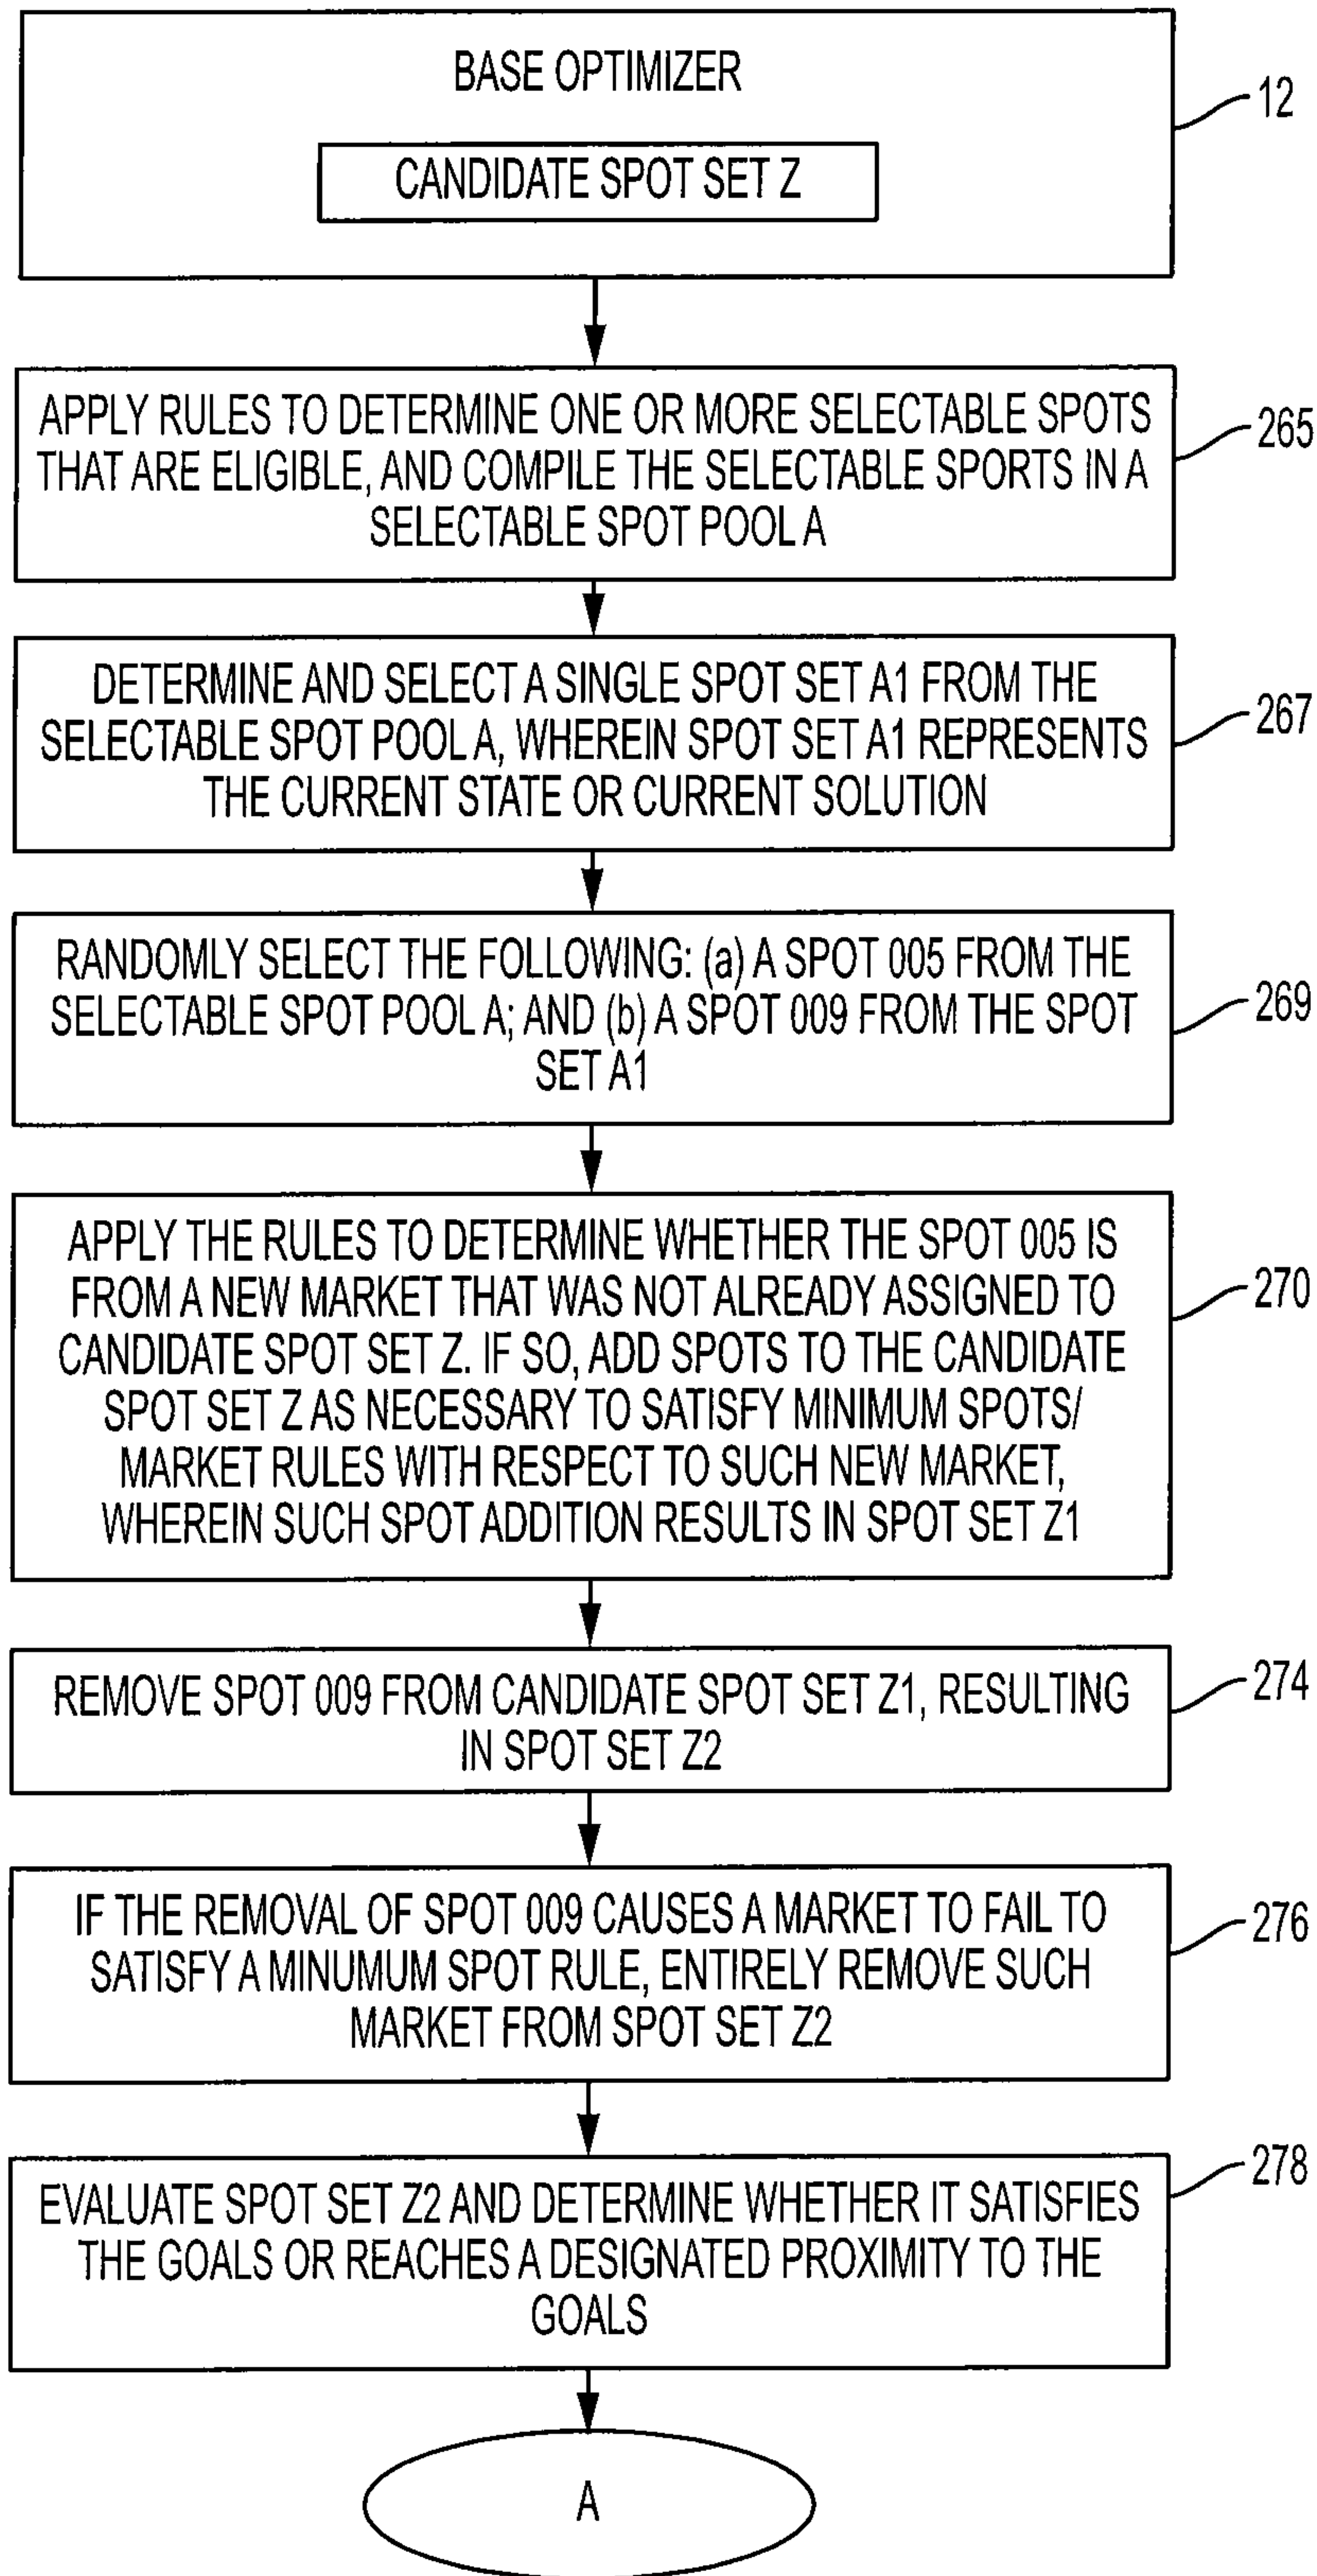 BASE OPTIMIZER
12
CANDIDATE SPOT SET Z
APPLY RULES TO DETERMINE ONE OR MORE SELECTABLE SPOTS
THAT ARE ELIGIBLE, AND COMPILE THE SELECTABLE SPORTS IN A
SELECTABLE SPOT POOL A
265
DETERMINE AND SELECT A SINGLE SPOT SET A1 FROM THE
SELECTABLE SPOT POOL A, WHEREIN SPOT SET A1 REPRESENTS
THE CURRENT STATE OR CURRENT SOLUTION
267
RANDOMLY SELECT THE FOLLOWING: (a) A SPOT 005 FROM THE
SELECTABLE SPOT POOL A; AND (b) A SPOT 009 FROM THE SPOT
SET A1
269
APPLY THE RULES TO DETERMINE WHETHER THE SPOT 005 IS
FROM A NEW MARKET THAT WAS NOT ALREADY ASSIGNED TO
CANDIDATE SPOT SET Z. IF SO, ADD SPOTS TO THE CANDIDATE
SPOT SET Z AS NECESSARY TO SATISFY MINIMUM SPOTS/
MARKET RULES WITH RESPECT TO SUCH NEW MARKET,
WHEREIN SUCH SPOT ADDITION RESULTS IN SPOT SET Z1
270
REMOVE SPOT 009 FROM CANDIDATE SPOT SET Z1, RESULTING
IN SPOT SET Z2
274
IF THE REMOVAL OF SPOT 009 CAUSES A MARKET TO FAIL TO
SATISFY A MINUMUM SPOT RULE, ENTIRELY REMOVE SUCH
MARKET FROM SPOT SET Z2
276
EVALUATE SPOT SET Z2 AND DETERMINE WHETHER IT SATISFIES
THE GOALS OR REACHES A DESIGNATED PROXIMITY TO THE
GOALS
278
A